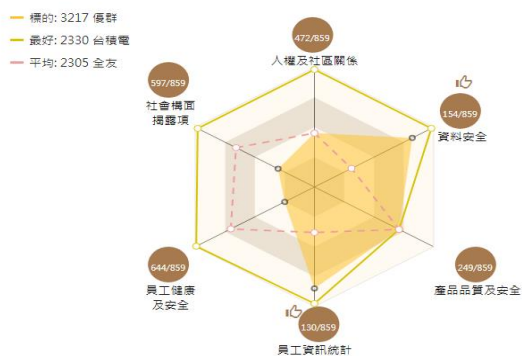 標的: 3217 優群
最好: 2330 台積電
平均: 2305 全友
472/859
人權及社區關係
154/859
資料安全
249/859
產品品質及安全
130/859
員工資訊統計
644/859
員工健康
及安全
597/859
社會構面
揭露項